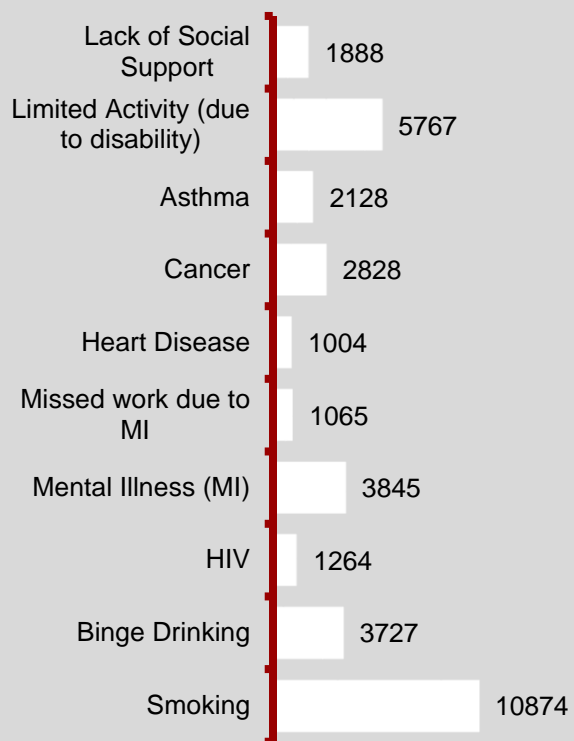 Lack of Social
Support
1888
Limited Activity (due
to disability)
5767
Asthma
2128
Cancer
2828
Heart Disease
1004
Missed work due to
MI
1065
Mental Illness (MI)
3845
HIV
1264
Binge Drinking
3727
Smoking
10874